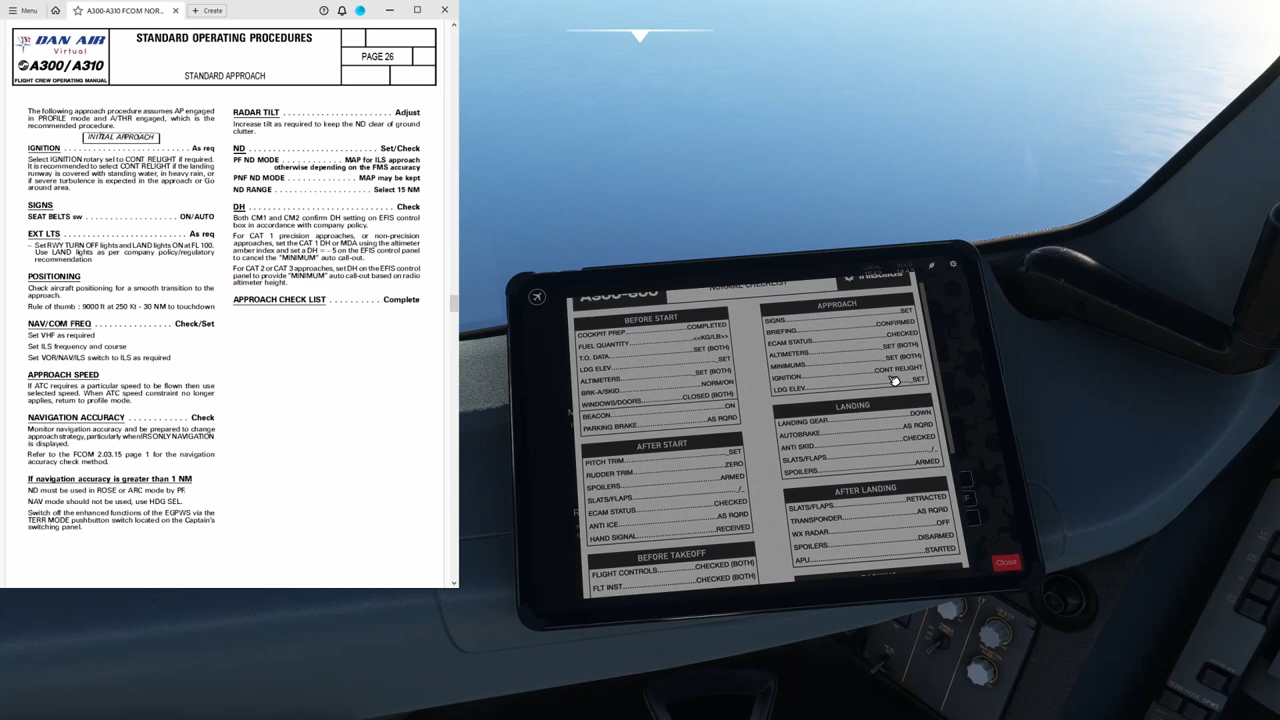 Menu
A300-A310 FCOM NOR...
Create
DAN AIR
Virtual
A300/A310
FLIGHT CREW OPERATING MANUAL
STANDARD OPERATING PROCEDURES
STANDARD APPROACH
PAGE 26
The following approach procedure assumes AP engaged
in PROFILE mode and A/THR engaged, which is the
recommended procedure.
INITIAL APPROACH
IGNITION . . . . . . . . . . . . . . . . . . . . . . . . As req
Select IGNITION rotary sel to CONT RELIGHT if required.
It is recommended to select CONT RELIGHT if the landing
runway is covered with standing water, in heavy rain, or
if severe turbulence is expected in the approach or Go
around area.
SIGNS
SEAT BELTS sw . . . . . . . . . . . . . . . . . ON/AUTO
EXT LTS . . . . . . . . . . . . . . . . . . . . . . . . As req
– Set RWY TURN OFF lights and LAND lights ON at FL 100.
Use LAND lights as per company policy/regulatory
recommendation
POSITIONING
Check aircraft positioning for a smooth transition to the
approach.
Rule of thumb : 9000 ft at 250 Kt - 30 NM to touchdown
NAV/COM FREQ . . . . . . . . . . . . . . . Check/Set
Set VHF as required
Set ILS frequency and course
Set VOR/NAV/ILS switch to ILS as required
APPROACH SPEED
If ATC requires a particular speed to be flown then use
selected speed. When ATC speed constraint no longer
applies, return to profile mode.
NAVIGATION ACCURACY . . . . . . . . . . . . Check
Monitor navigation accuracy and be prepared to change
approach strategy, particularly when IRS ONLY NAVIGATION
is displayed.
Refer to the FCOM 2.03.15 page 1 for the navigation
accuracy check method.
If navigation accuracy is greater than 1 NM
ND must be used in ROSE or ARC mode by PF.
NAV mode should not be used, use HDG SEL.
Switch off the enhanced functions of the EGPWS via the
TERR MODE pushbutton switch located on the Captain's
switching panel.
RADAR TILT . . . . . . . . . . . . . . . . . . . . . Adjust
Increase tilt as required to keep the ND clear of ground
clutter.
ND . . . . . . . . . . . . . . . . . . . . . . . . . Set/Check
PF ND MODE . . . . . . . . . . . MAP for ILS approach
otherwise depending on the FMS accuracy
PNF ND MODE . . . . . . . . . . . . . MAP may be kept
ND RANGE . . . . . . . . . . . . . . . . . . Select 15 NM
DH . . . . . . . . . . . . . . . . . . . . . . . . . . . . Check
Both CM1 and CM2 confirm DH setting on EFIS control
box in accordance with company policy.
For CAT 1 precision approaches, or non-precision
approaches, set the CAT 1 DH or MDA using the altimeter
amber index and set a DH = – 5 on the EFIS control panel
to cancel the "MINIMUM" auto call-out.
For CAT 2 or CAT 3 approaches, set DH on the EFIS control
panel to provide "MINIMUM" auto call-out based on radio
altimeter height.
APPROACH CHECK LIST . . . . . . . . . . Complete
A300-600
NORMAL CHECKLIST
BEFORE START
COCKPIT PREP....................COMPLETED
FUEL QUANTITY....................<<KG/LB>>
T.O. DATA....................SET (BOTH)
LDG ELEV....................SET
ALTIMETERS....................SET (BOTH)
BRK-A/SKID....................NORM/ON
WINDOWS/DOORS....................CLOSED (BOTH)
BEACON....................ON
PARKING BRAKE....................AS RQRD
AFTER START
PITCH TRIM....................SET
RUDDER TRIM....................ZERO
SPOILERS....................ARMED
SLATS/FLAPS...................._/_
ECAM STATUS....................CHECKED
ANTI ICE....................AS RQRD
HAND SIGNAL....................RECEIVED
BEFORE TAKEOFF
FLIGHT CONTROLS....................CHECKED (BOTH)
FLT INST....................CHECKED (BOTH)
APPROACH
SIGNS....................SET
BRIEFING....................CONFIRMED
ECAM STATUS....................CHECKED
ALTIMETERS....................SET (BOTH)
MINIMUMS....................SET (BOTH)
IGNITION....................CONT RELIGHT
LDG ELEV....................SET
LANDING
LANDING GEAR....................DOWN
AUTOBRAKE....................AS RQRD
ANTI SKID....................CHECKED
SLATS/FLAPS...................._/_
SPOILERS....................ARMED
AFTER LANDING
SLATS/FLAPS....................RETRACTED
TRANSPONDER....................AS RQRD
WX RADAR....................OFF
SPOILERS....................DISARMED
APU....................STARTED
Close